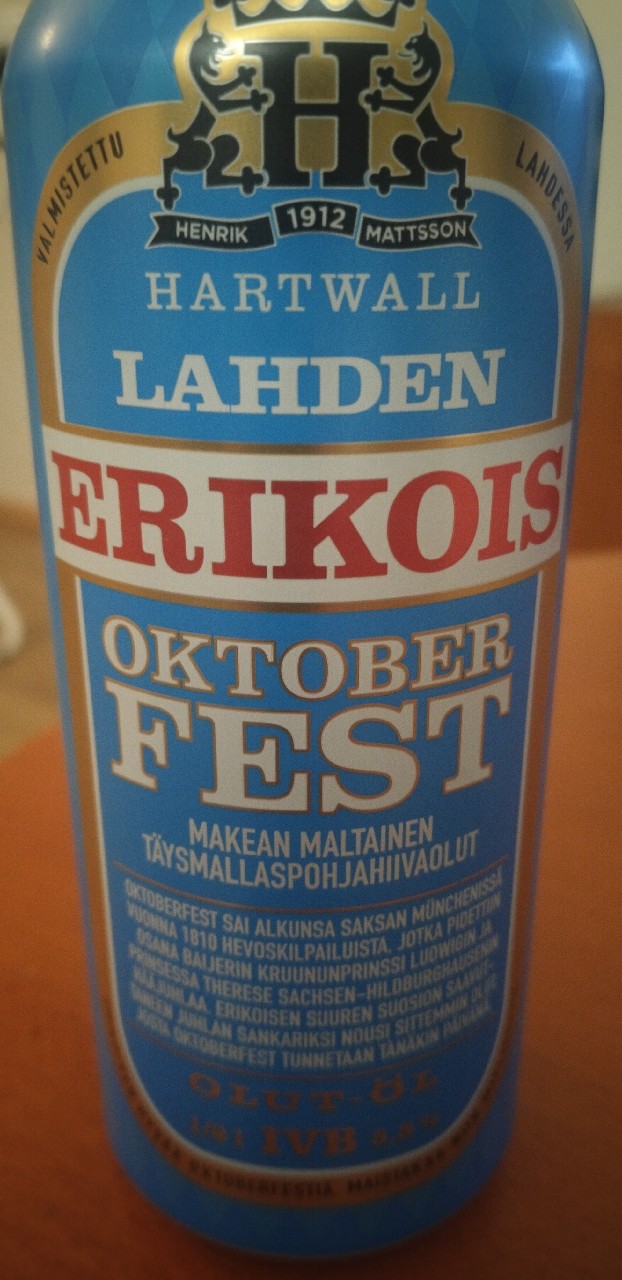 H
VALMISTETTU LAHDESSA
HENRIK 1912 MATTSSON
HARTWALL
LAHDEN
ERIKOIS
OKTOBER
FEST
MAKEAN MALTAINEN
TÄYSMALLASPOHJAHIIVAOLUT
OKTOBERFEST SAI ALKUNSA SAKSAN MÜNCHENISSÄ
VUONNA 1810 HEVOSKILPAILUISTA, JOTKA PIDETTIIN
OSANA BAIJERIN KRUUNUNPRINSSI LUDWIGIN JA
PRINSESSA THERESE SACHSEN-HILDBURGHAUSENIN
HÄÄJUHLAA. ERIKOISEN SUUREN SUOSION SAAVUT-
TANEEN JUHLAN SANKARIKSI NOUSI SITTEMMIN OLUT,
JOSTA OKTOBERFEST TUNNETAAN TÄNÄKIN PÄIVÄNÄ.
OLUT-ÖL
IVB
OKTOBERFESTIÄ